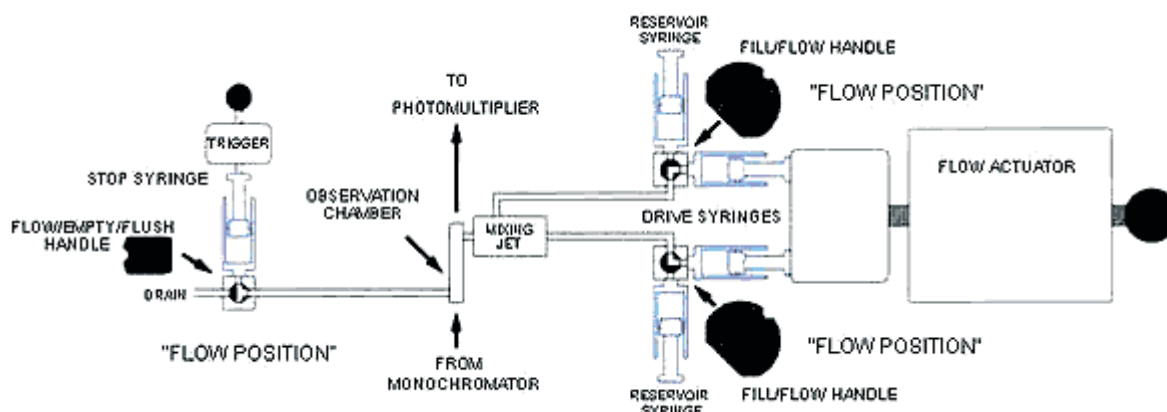 RESERVOIR
SYRINGE
FILL/FLOW HANDLE
"FLOW POSITION"
TO
PHOTOMULTIPLIER
TRIGGER
STOP SYRINGE
OBSERVATION
CHAMBER
FLOW/EMPTY/FLUSH
HANDLE
MIXING
JET
DRIVE SYRINGES
FLOW ACTUATOR
DRAIN
"FLOW POSITION"
FROM
MONOCHROMATOR
"FLOW POSITION"
FILL/FLOW HANDLE
RESERVOIR
SYRINGE